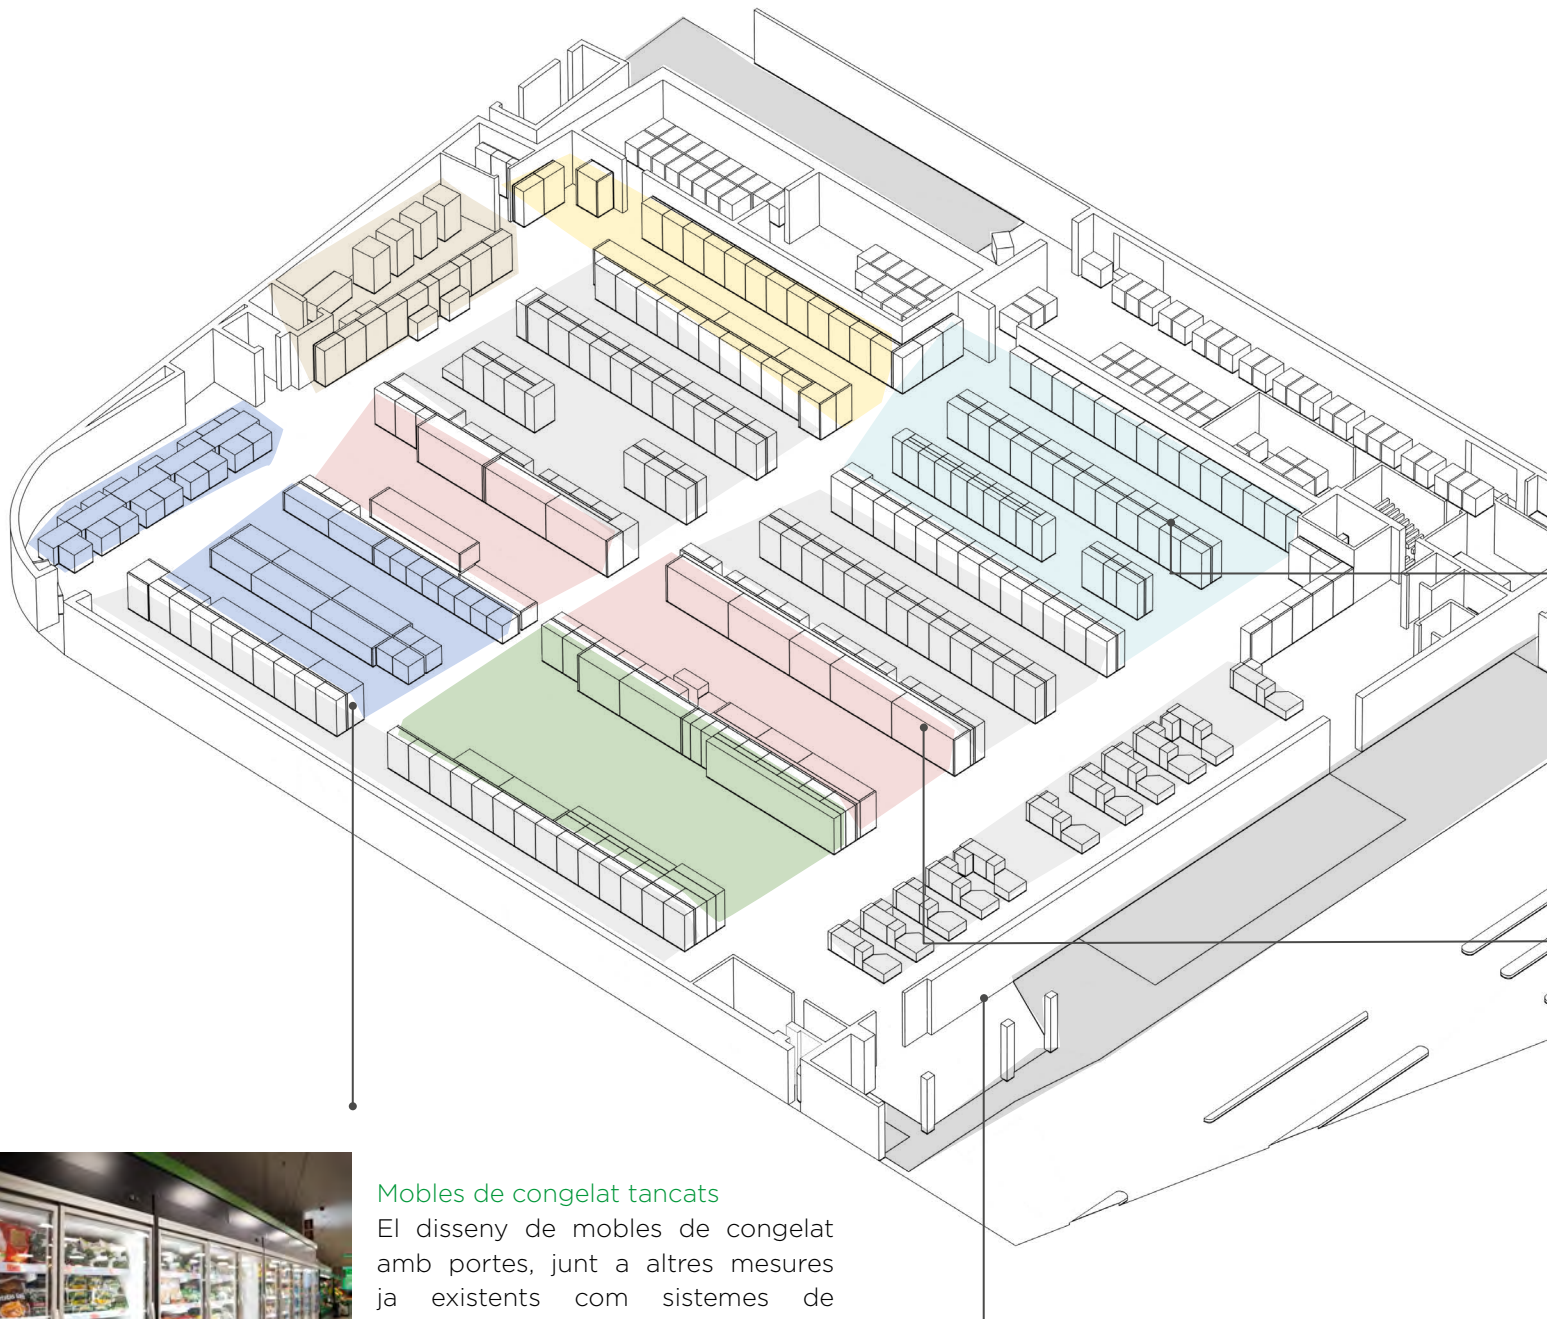 Mobles de congelat tancats
El disseny de mobles de congelat
amb portes, junt a altres mesures
ja existents com sistemes de